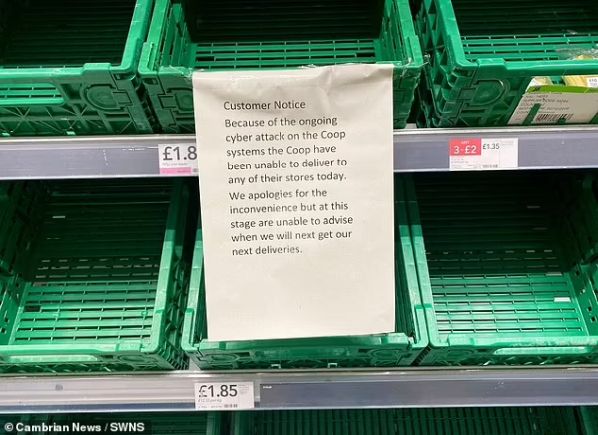 Customer Notice
Because of the ongoing
cyber attack on the Coop
systems the Coop have
been unable to deliver to
any of their stores today.
We apologies for the
inconvenience but at this
stage are unable to advise
when we will next get our
next deliveries.
£1.8
3 £2 £1.35
£1.85
Cambrian News / SWNS